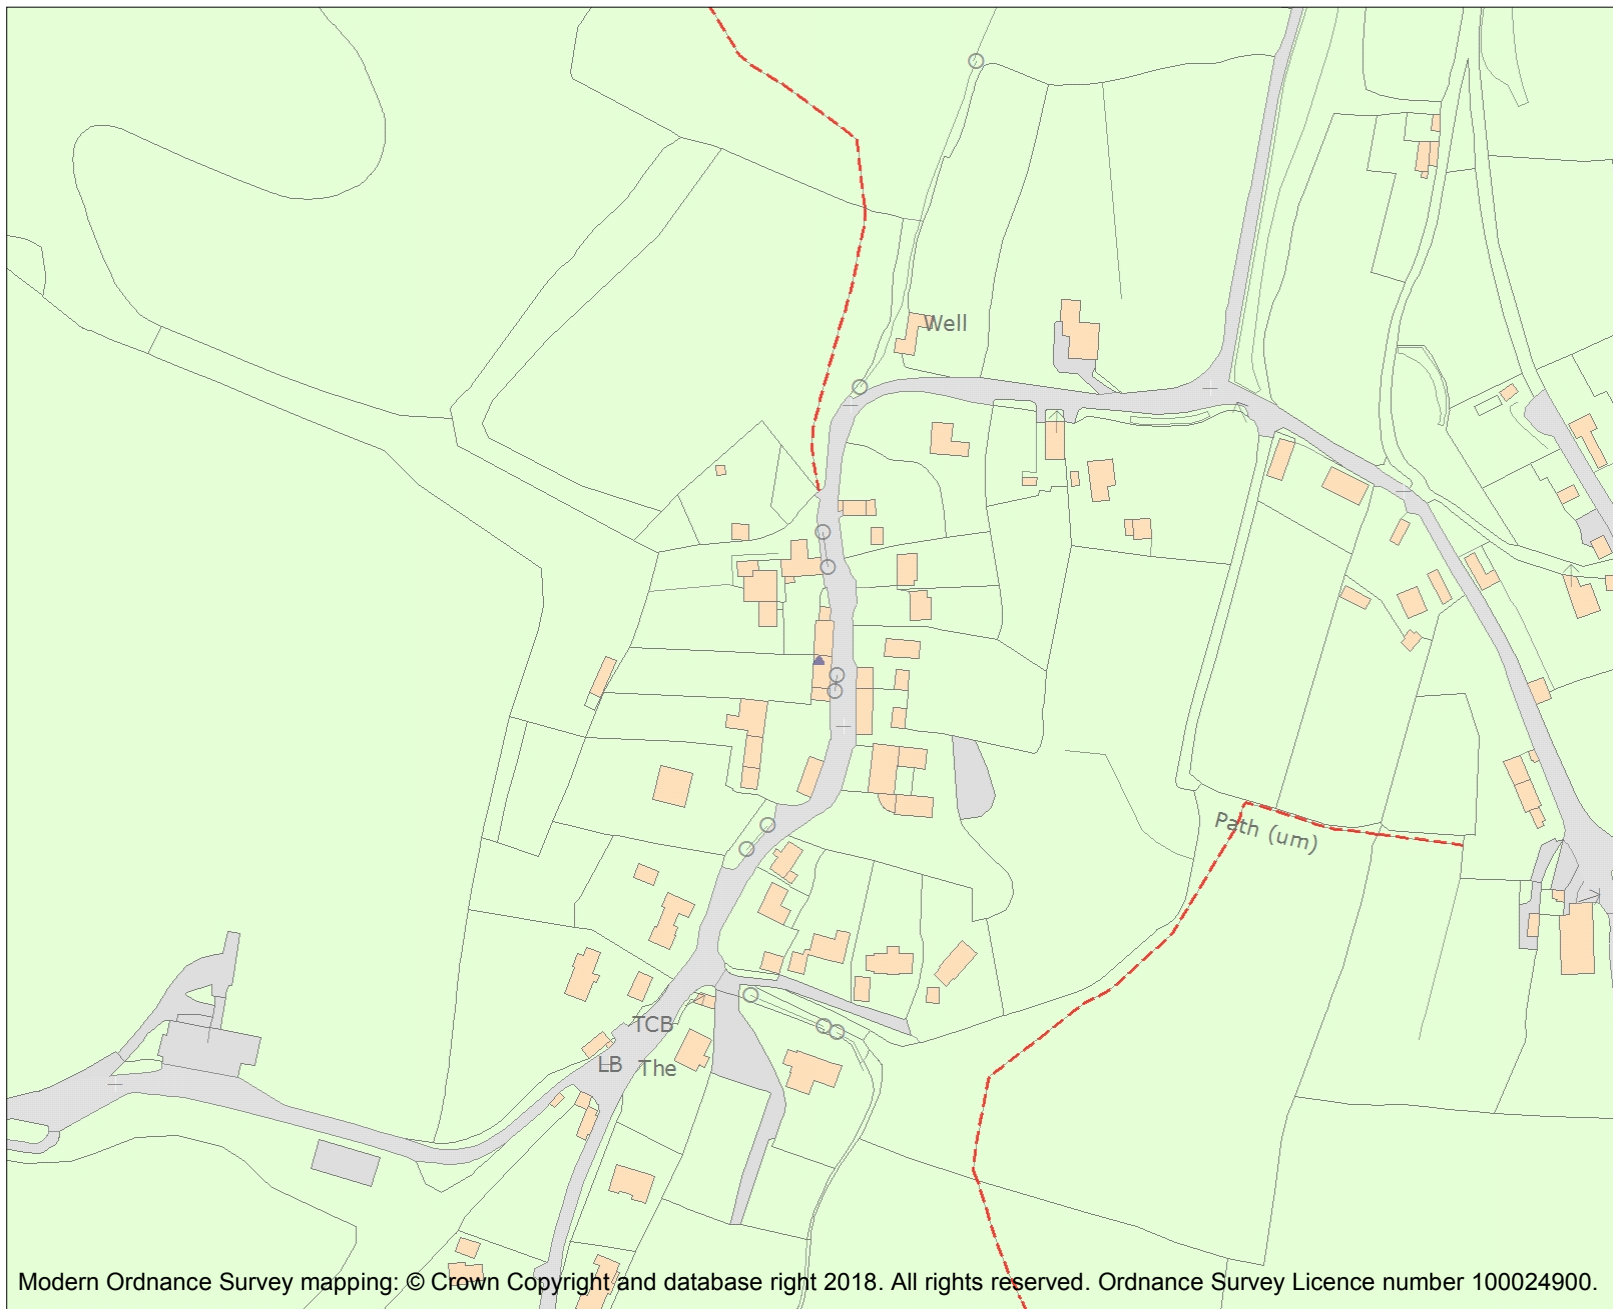 Well
Path (um)
TCB
LB The
Modern Ordnance Survey mapping: © Crown Copyright and database right 2018. All rights reserved. Ordnance Survey Licence number 100024900.